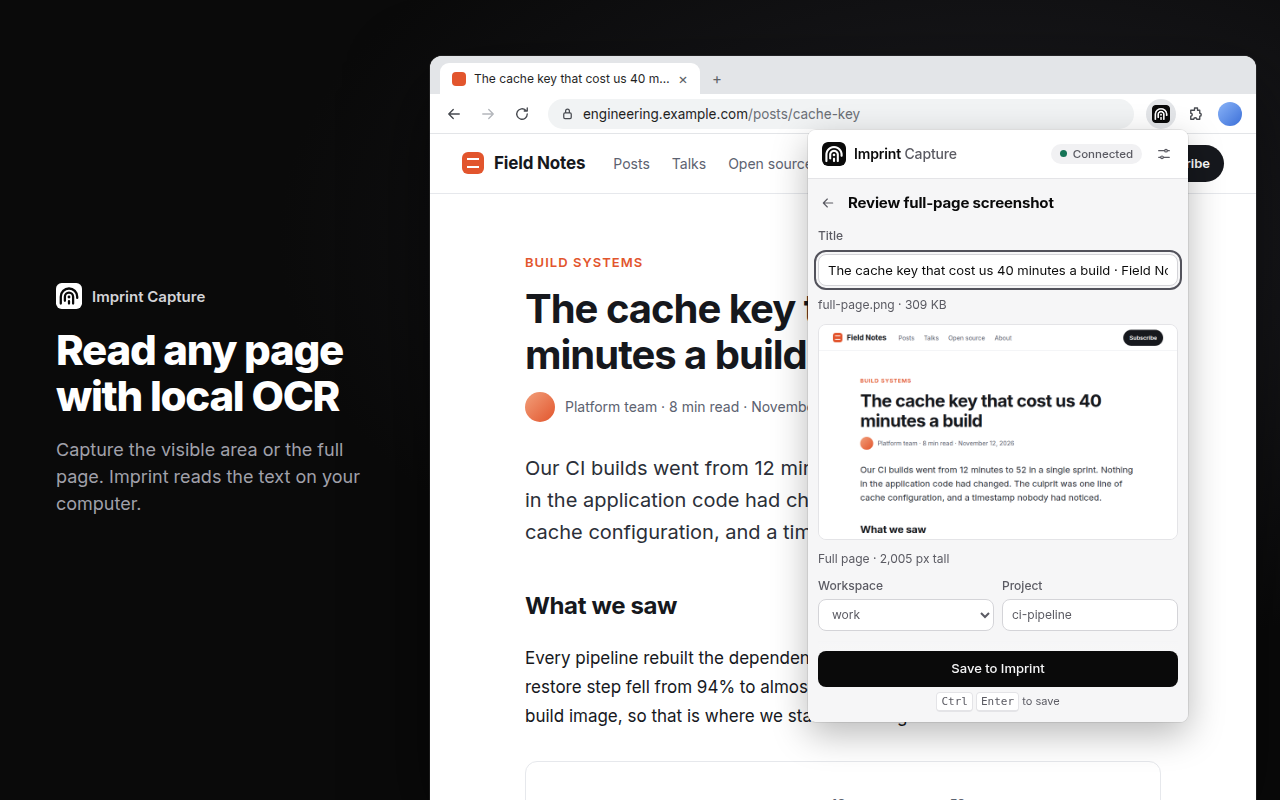 Imprint Capture
Read any page
with local OCR
Capture the visible area or the full
page. Imprint reads the text on your
computer.
The cache key that cost us 40 m...
engineering.example.com/posts/cache-key
Field Notes
Posts
Talks
Open source
BUILD SYSTEMS
The cache key
minutes a build
Platform team · 8 min read ·
Our CI builds went from 12
in the application code had
cache configuration, and a
What we saw
Every pipeline rebuilt the
restore step fell from 94% to
build image, so that is where we
Imprint Capture
Connected
Review full-page screenshot
Title
The cache key that cost us 40 minutes a build · Field
full-page.png · 309 KB
Field Notes
Posts
Talks
Open source
About
Subscribe
BUILD SYSTEMS
The cache key that cost us 40
minutes a build
Platform team · 8 min read · November 12, 2026
Our CI builds went from 12 minutes to 52 in a single sprint. Nothing
in the application code had changed. The culprit was one line of
cache configuration, and a timestamp nobody had noticed.
What we saw
Full page · 2,005 px tall
Workspace
Project
work
ci-pipeline
Save to Imprint
Ctrl Enter to save